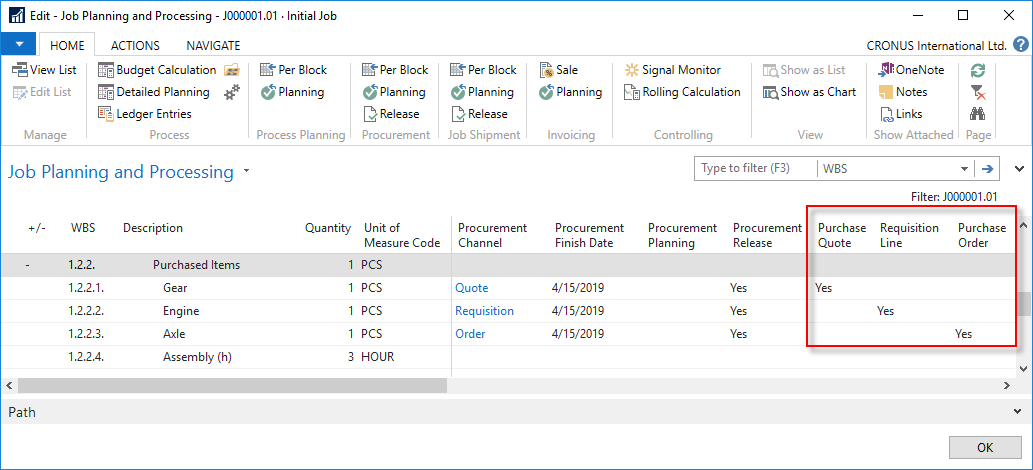 Edit - Job Planning and Processing - J000001.01 · Initial Job
HOME ACTIONS NAVIGATE CRONUS International Ltd. ?
View List Budget Calculation Per Block Per Block Per Block Sale Signal Monitor Show as List OneNote
Edit List Detailed Planning Planning Planning Planning Planning Rolling Calculation Show as Chart Notes
Ledger Entries Release Release Links
Manage Process Process Planning Procurement Job Shipment Invoicing Controlling View Show Attached Page
Job Planning and Processing Type to filter (F3) WBS
Filter: J000001.01
+/- WBS Description Quantity Unit of Measure Code Procurement Channel Procurement Finish Date Procurement Planning Procurement Release Purchase Quote Requisition Line Purchase Order
- 1.2.2. Purchased Items 1 PCS
1.2.2.1. Gear 1 PCS Quote 4/15/2019 Yes Yes
1.2.2.2. Engine 1 PCS Requisition 4/15/2019 Yes Yes
1.2.2.3. Axle 1 PCS Order 4/15/2019 Yes Yes
1.2.2.4. Assembly (h) 3 HOUR
Path
OK